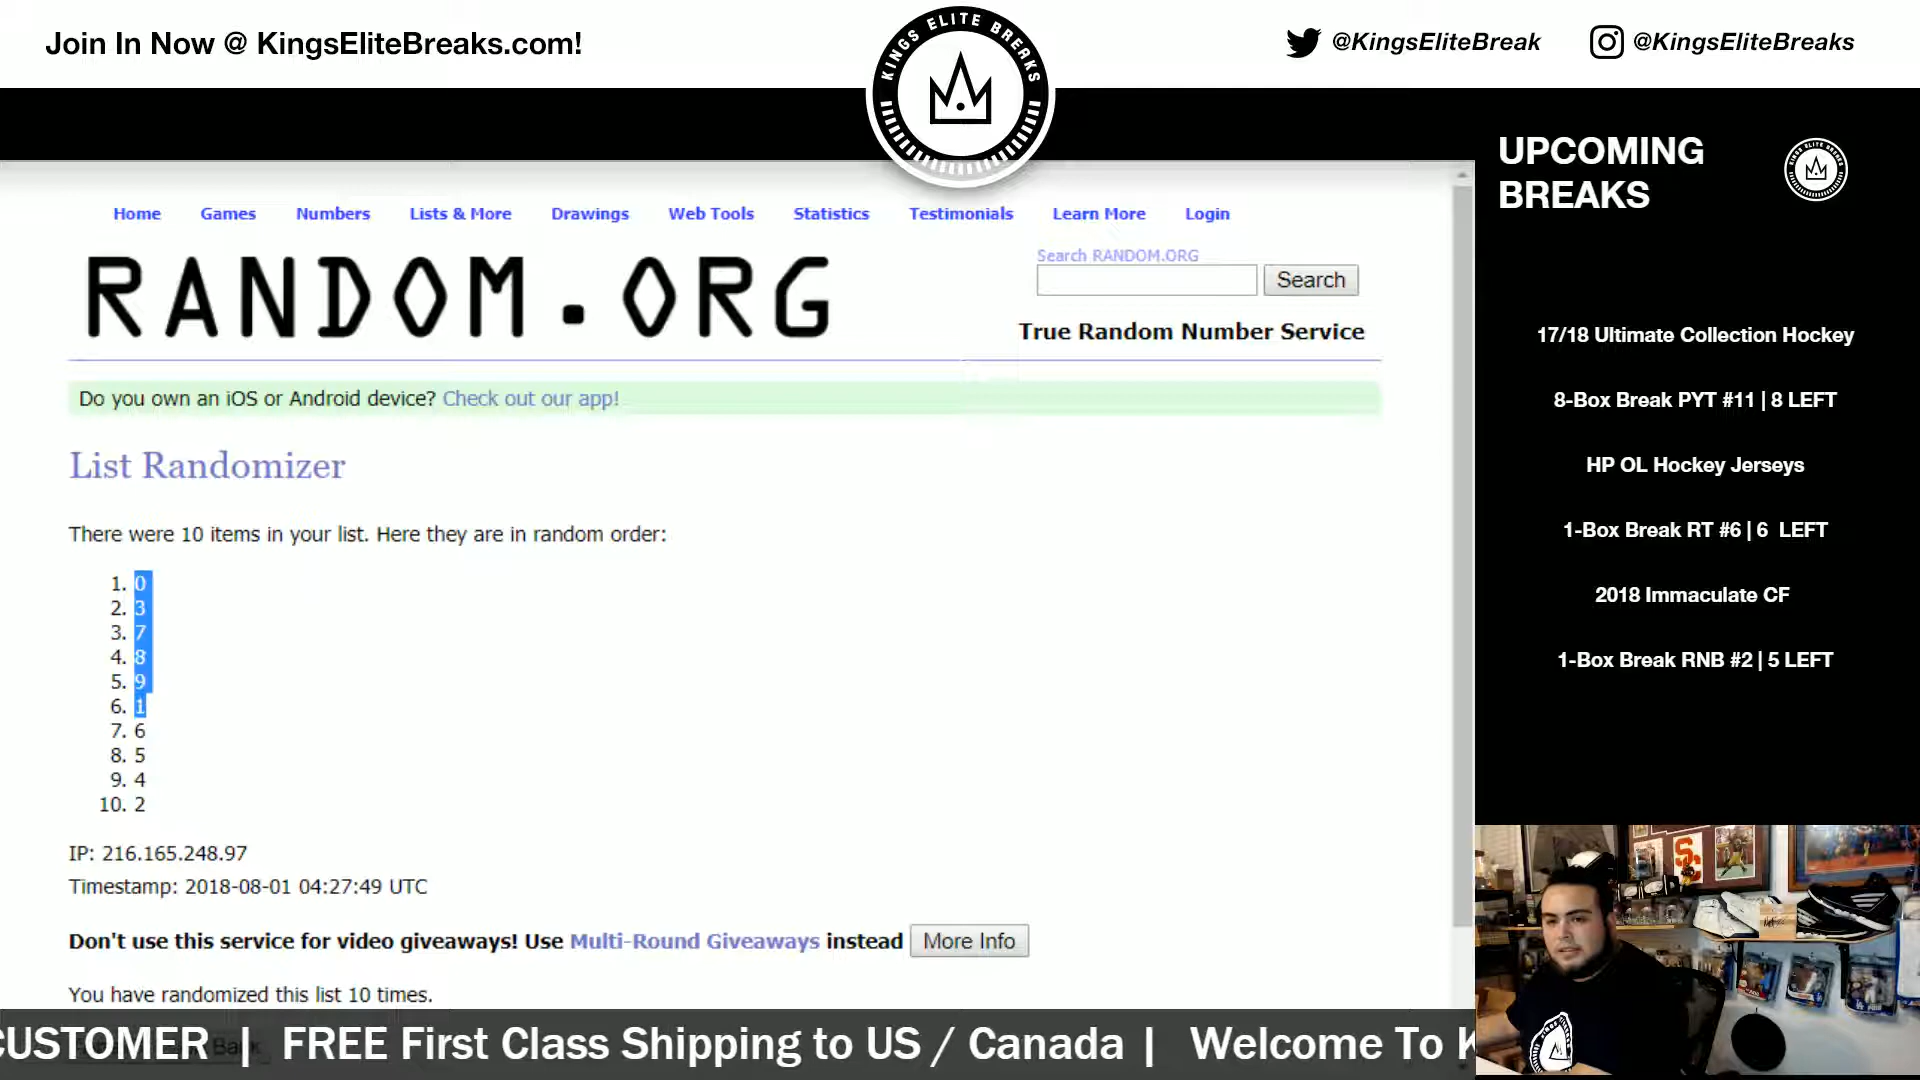 Join In Now @ KingsEliteBreaks.com!
KINGS ELITE BREAKS
@KingsEliteBreak
@KingsEliteBreaks
UPCOMING
BREAKS
KINGS ELITE BREAKS
Home Games Numbers Lists & More Drawings Web Tools Statistics Testimonials Learn More Login
RANDOM.ORG
Search RANDOM.ORG
Search
True Random Number Service
Do you own an iOS or Android device? Check out our app!
List Randomizer
There were 10 items in your list. Here they are in random order:
1. 0
2. 3
3. 7
4. 8
5. 9
6. 1
7. 6
8. 5
9. 4
10. 2
IP: 216.165.248.97
Timestamp: 2018-08-01 04:27:49 UTC
Don't use this service for video giveaways! Use Multi-Round Giveaways instead More Info
You have randomized this list 10 times.
17/18 Ultimate Collection Hockey
8-Box Break PYT #11 | 8 LEFT
HP OL Hockey Jerseys
1-Box Break RT #6 | 6 LEFT
2018 Immaculate CF
1-Box Break RNB #2 | 5 LEFT
CUSTOMER | FREE First Class Shipping to US / Canada | Welcome To K